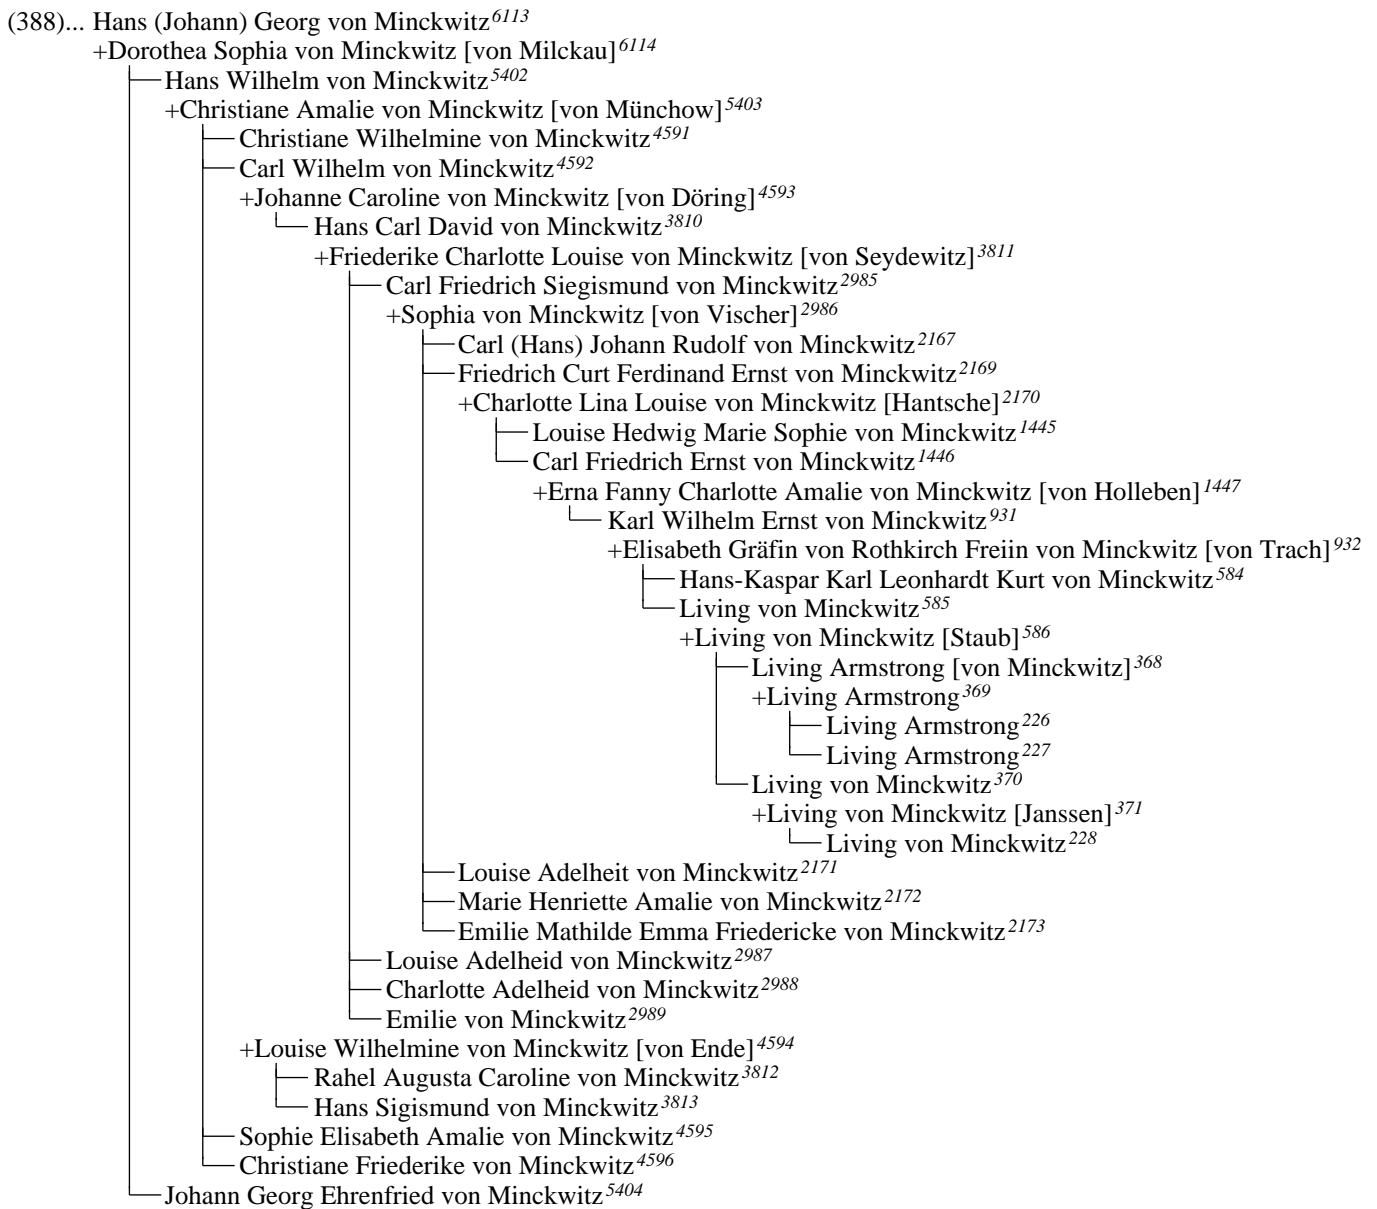 (388)... Hans (Johann) Georg von Minckwitz6113
+Dorothea Sophia von Minckwitz [von Milckau]6114
Hans Wilhelm von Minckwitz5402
+Christiane Amalie von Minckwitz [von Münchow]5403
Christiane Wilhelmine von Minckwitz4591
Carl Wilhelm von Minckwitz4592
+Johanne Caroline von Minckwitz [von Döring]4593
Hans Carl David von Minckwitz3810
+Friederike Charlotte Louise von Minckwitz [von Seydewitz]3811
Carl Friedrich Siegismund von Minckwitz2985
+Sophia von Minckwitz [von Vischer]2986
Carl (Hans) Johann Rudolf von Minckwitz2167
Friedrich Curt Ferdinand Ernst von Minckwitz2169
+Charlotte Lina Louise von Minckwitz [Hantsche]2170
Louise Hedwig Marie Sophie von Minckwitz1445
Carl Friedrich Ernst von Minckwitz1446
+Erna Fanny Charlotte Amalie von Minckwitz [von Holleben]1447
Karl Wilhelm Ernst von Minckwitz931
+Elisabeth Gräfin von Rothkirch Freiin von Minckwitz [von Trach]932
Hans-Kaspar Karl Leonhardt Kurt von Minckwitz584
Living von Minckwitz585
+Living von Minckwitz [Staub]586
Living Armstrong [von Minckwitz]368
+Living Armstrong369
Living Armstrong226
Living Armstrong227
Living von Minckwitz370
+Living von Minckwitz [Janssen]371
Living von Minckwitz228
Louise Adelheit von Minckwitz2171
Marie Henriette Amalie von Minckwitz2172
Emilie Mathilde Emma Friedericke von Minckwitz2173
Louise Adelheid von Minckwitz2987
Charlotte Adelheid von Minckwitz2988
Emilie von Minckwitz2989
+Louise Wilhelmine von Minckwitz [von Ende]4594
Rahel Augusta Caroline von Minckwitz3812
Hans Sigismund von Minckwitz3813
Sophie Elisabeth Amalie von Minckwitz4595
Christiane Friederike von Minckwitz4596
Johann Georg Ehrenfried von Minckwitz5404